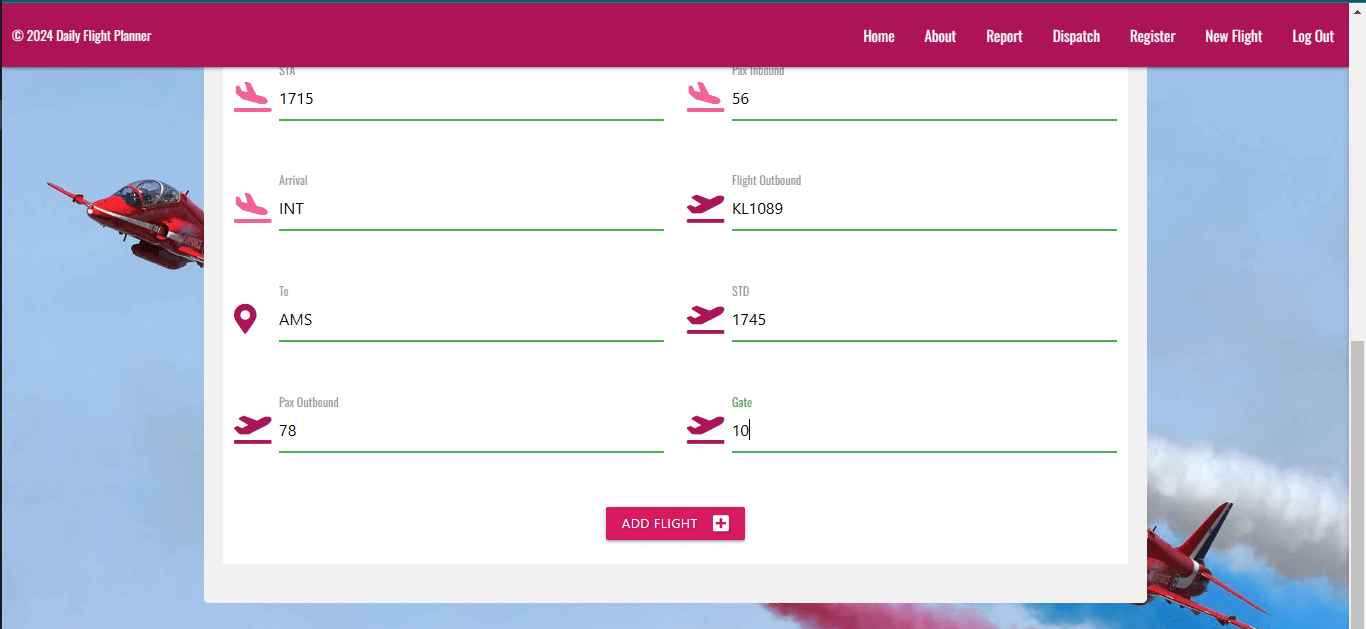 © 2024 Daily Flight Planner
Home
About
Report
Dispatch
Register
New Flight
Log Out
STA
1715
Pax Inbound
56
Arrival
INT
Flight Outbound
KL1089
To
AMS
STD
1745
Pax Outbound
78
Gate
10
ADD FLIGHT